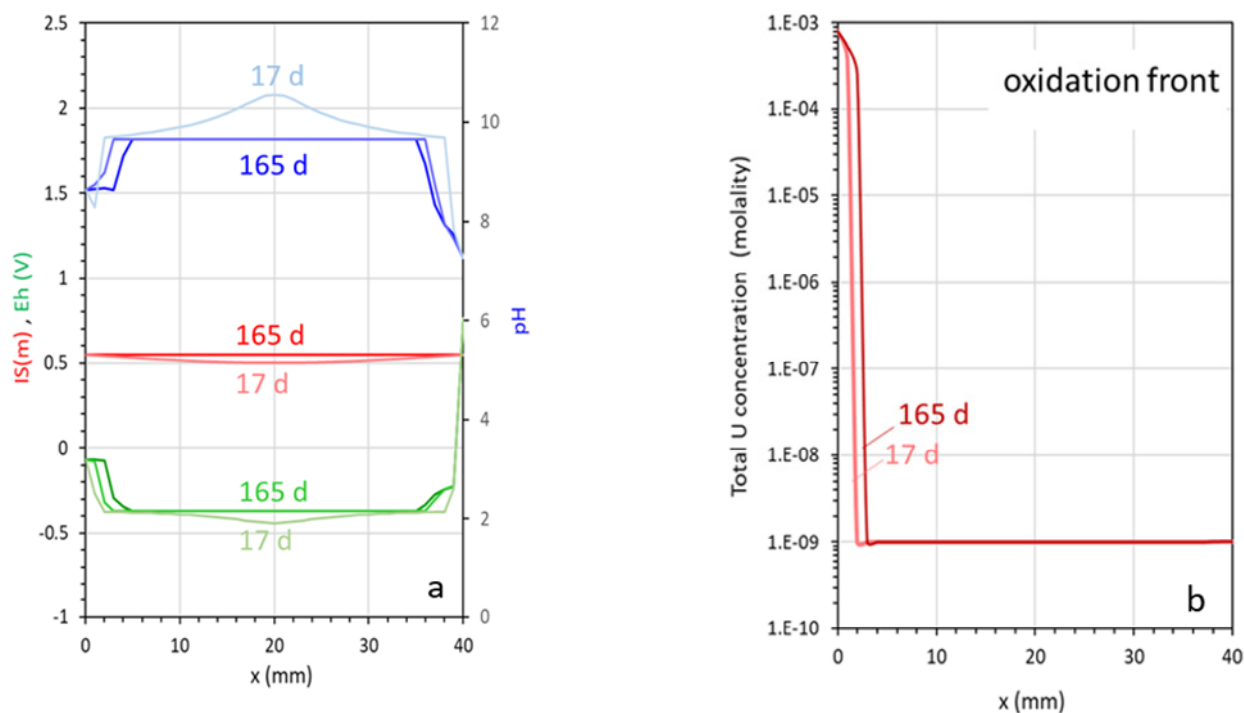 2.5
2
1.5
1
0.5
0
-0.5
-1
IS(m) , Eh (V)
12
10
8
6
4
2
0
pH
17 d
165 d
165 d
17 d
165 d
17 d
a
0
10
20
30
40
x (mm)
1.E-03
1.E-04
1.E-05
1.E-06
1.E-07
1.E-08
1.E-09
1.E-10
Total U concentration (molality)
oxidation front
165 d
17 d
b
0
10
20
30
40
x (mm)